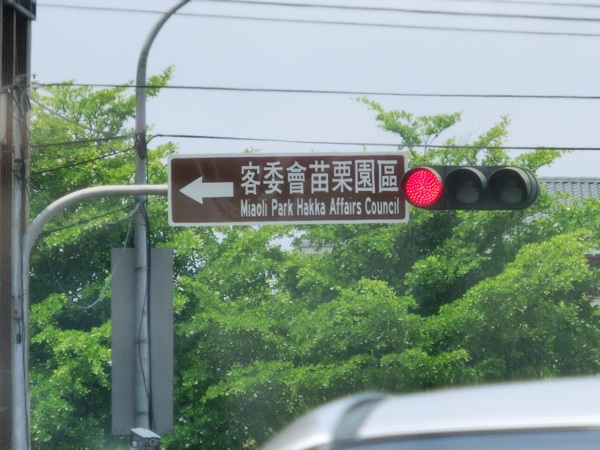 客委會苗栗園區
Miaoli Park Hakka Affairs Council